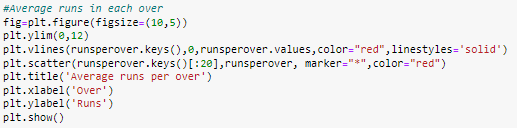 #Average runs in each over
fig=plt.figure(figsize=(10,5))
plt.ylim(0,12)
plt.vlines(runsperover.keys(),0,runsperover.values,color="red",linestyles='solid')
plt.scatter(runsperover.keys()[:20],runsperover, marker="*",color="red")
plt.title('Average runs per over')
plt.xlabel('Over')
plt.ylabel('Runs')
plt.show()